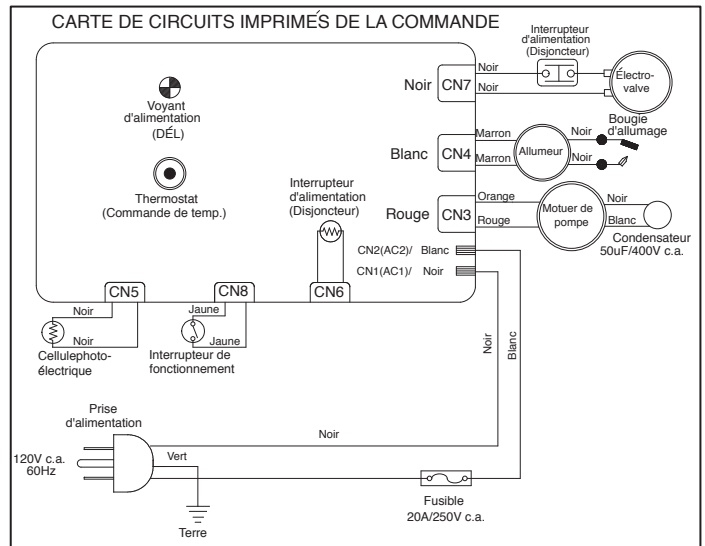 CARTE DE CIRCUITS IMPRIMÉS DE LA COMMANDE
Interrupteur
d'alimentation
(Disjoncteur)
Voyant
d'alimentation
(DÉL)
Noir
CN7
Noir
Noir
Électro-
valve
Thermostat
(Commande de temp.)
Blanc
CN4
Marron
Marron
Allumeur
Noir
Noir
Bougie
d'allumage
Interrupteur
d'alimentation
(Disjoncteur)
Rouge
CN3
Orange
Rouge
Motuer de
pompe
Noir
Blanc
Condensateur
50uF/400V c.a.
CN2(AC2)/ Blanc
CN1(AC1)/ Noir
CN5
CN8
CN6
Noir
Noir
Cellulephoto-
électrique
Jaune
Jaune
Interrupteur de
fonctionnement
Noir
Blanc
Prise
d'alimentation
120V c.a.
60Hz
Noir
Vert
Terre
Fusible
20A/250V c.a.